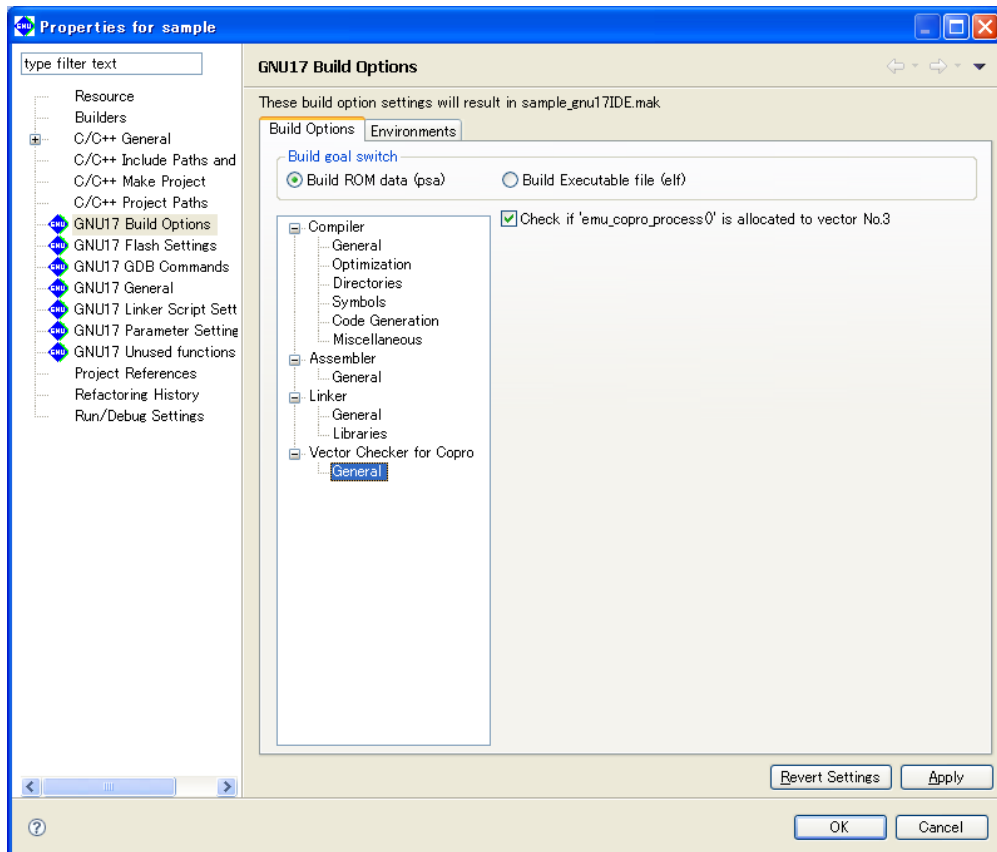 Properties for sample
type filter text
Resource
Builders
C/C++ General
C/C++ Include Paths and
C/C++ Make Project
C/C++ Project Paths
GNU17 Build Options
GNU17 Flash Settings
GNU17 GDB Commands
GNU17 General
GNU17 Linker Script Sett
GNU17 Parameter Setting
GNU17 Unused functions
Project References
Refactoring History
Run/Debug Settings
GNU17 Build Options
These build option settings will result in sample_gnu17IDE.mak
Build Options
Environments
Build goal switch
Build ROM data (psa)
Build Executable file (elf)
Compiler
General
Optimization
Directories
Symbols
Code Generation
Miscellaneous
Assembler
General
Linker
General
Libraries
Vector Checker for Copro
General
Check if 'emu_copro_process()' is allocated to vector No.3
Revert Settings
Apply
OK
Cancel